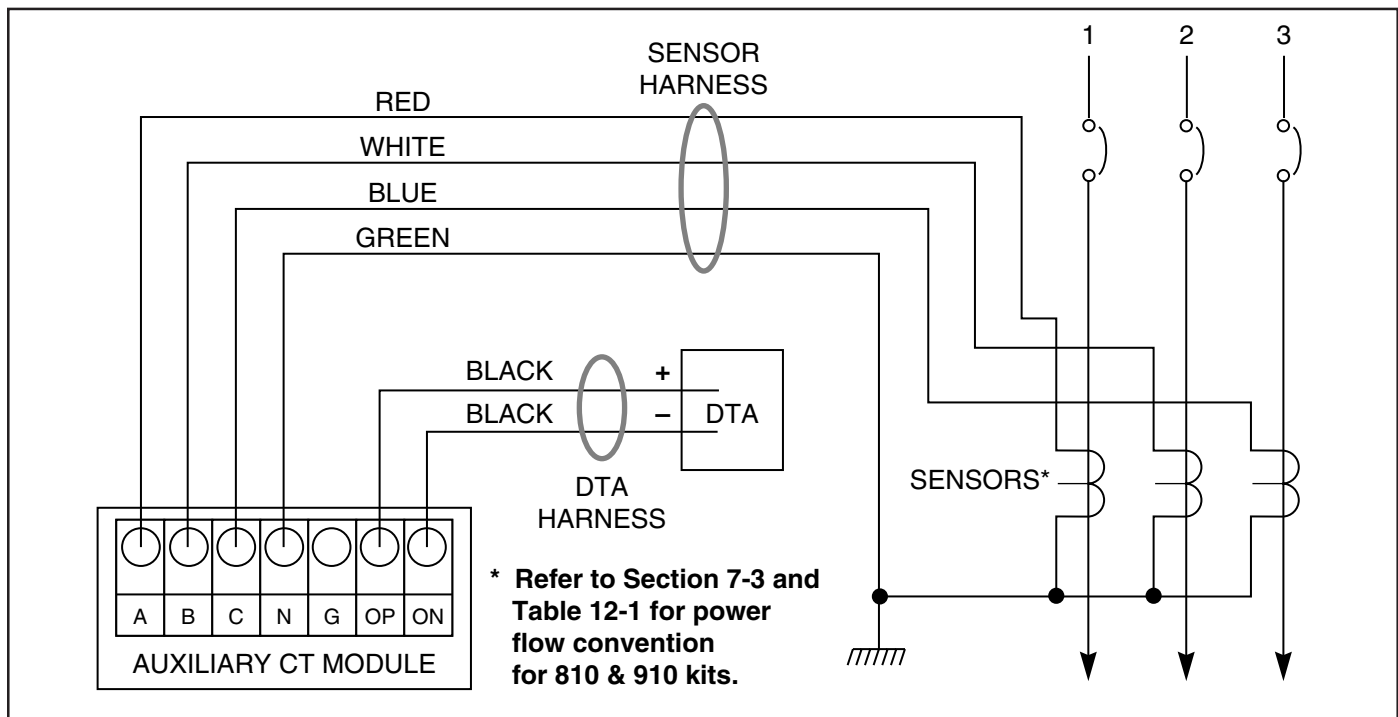 1 2 3
SENSOR
HARNESS
RED
WHITE
BLUE
GREEN
BLACK +
BLACK –
DTA
DTA
HARNESS
SENSORS*
A B C N G OP ON
AUXILIARY CT MODULE
* Refer to Section 7-3 and
Table 12-1 for power
flow convention
for 810 & 910 kits.